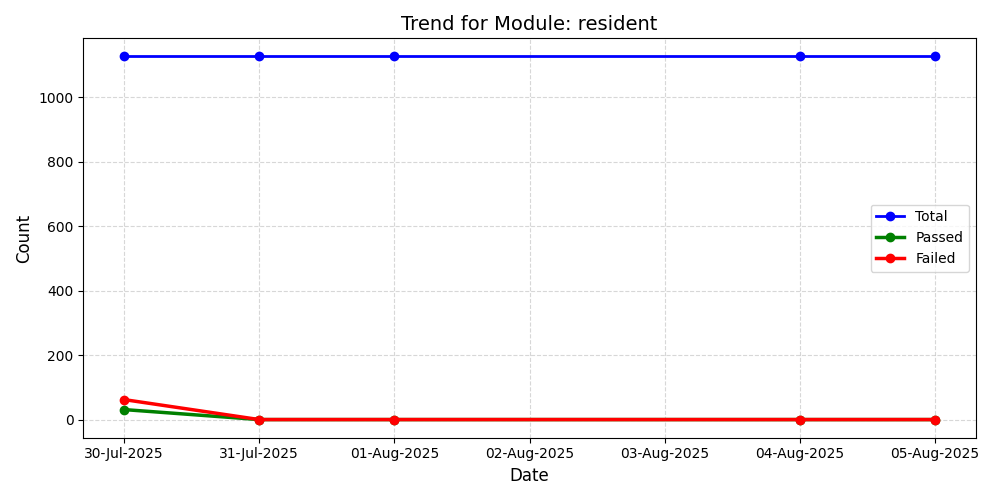 Trend for Module: resident
Count
1000
800
600
400
200
0
Total
Passed
Failed
30-Jul-2025 31-Jul-2025 01-Aug-2025 02-Aug-2025 03-Aug-2025 04-Aug-2025 05-Aug-2025
Date